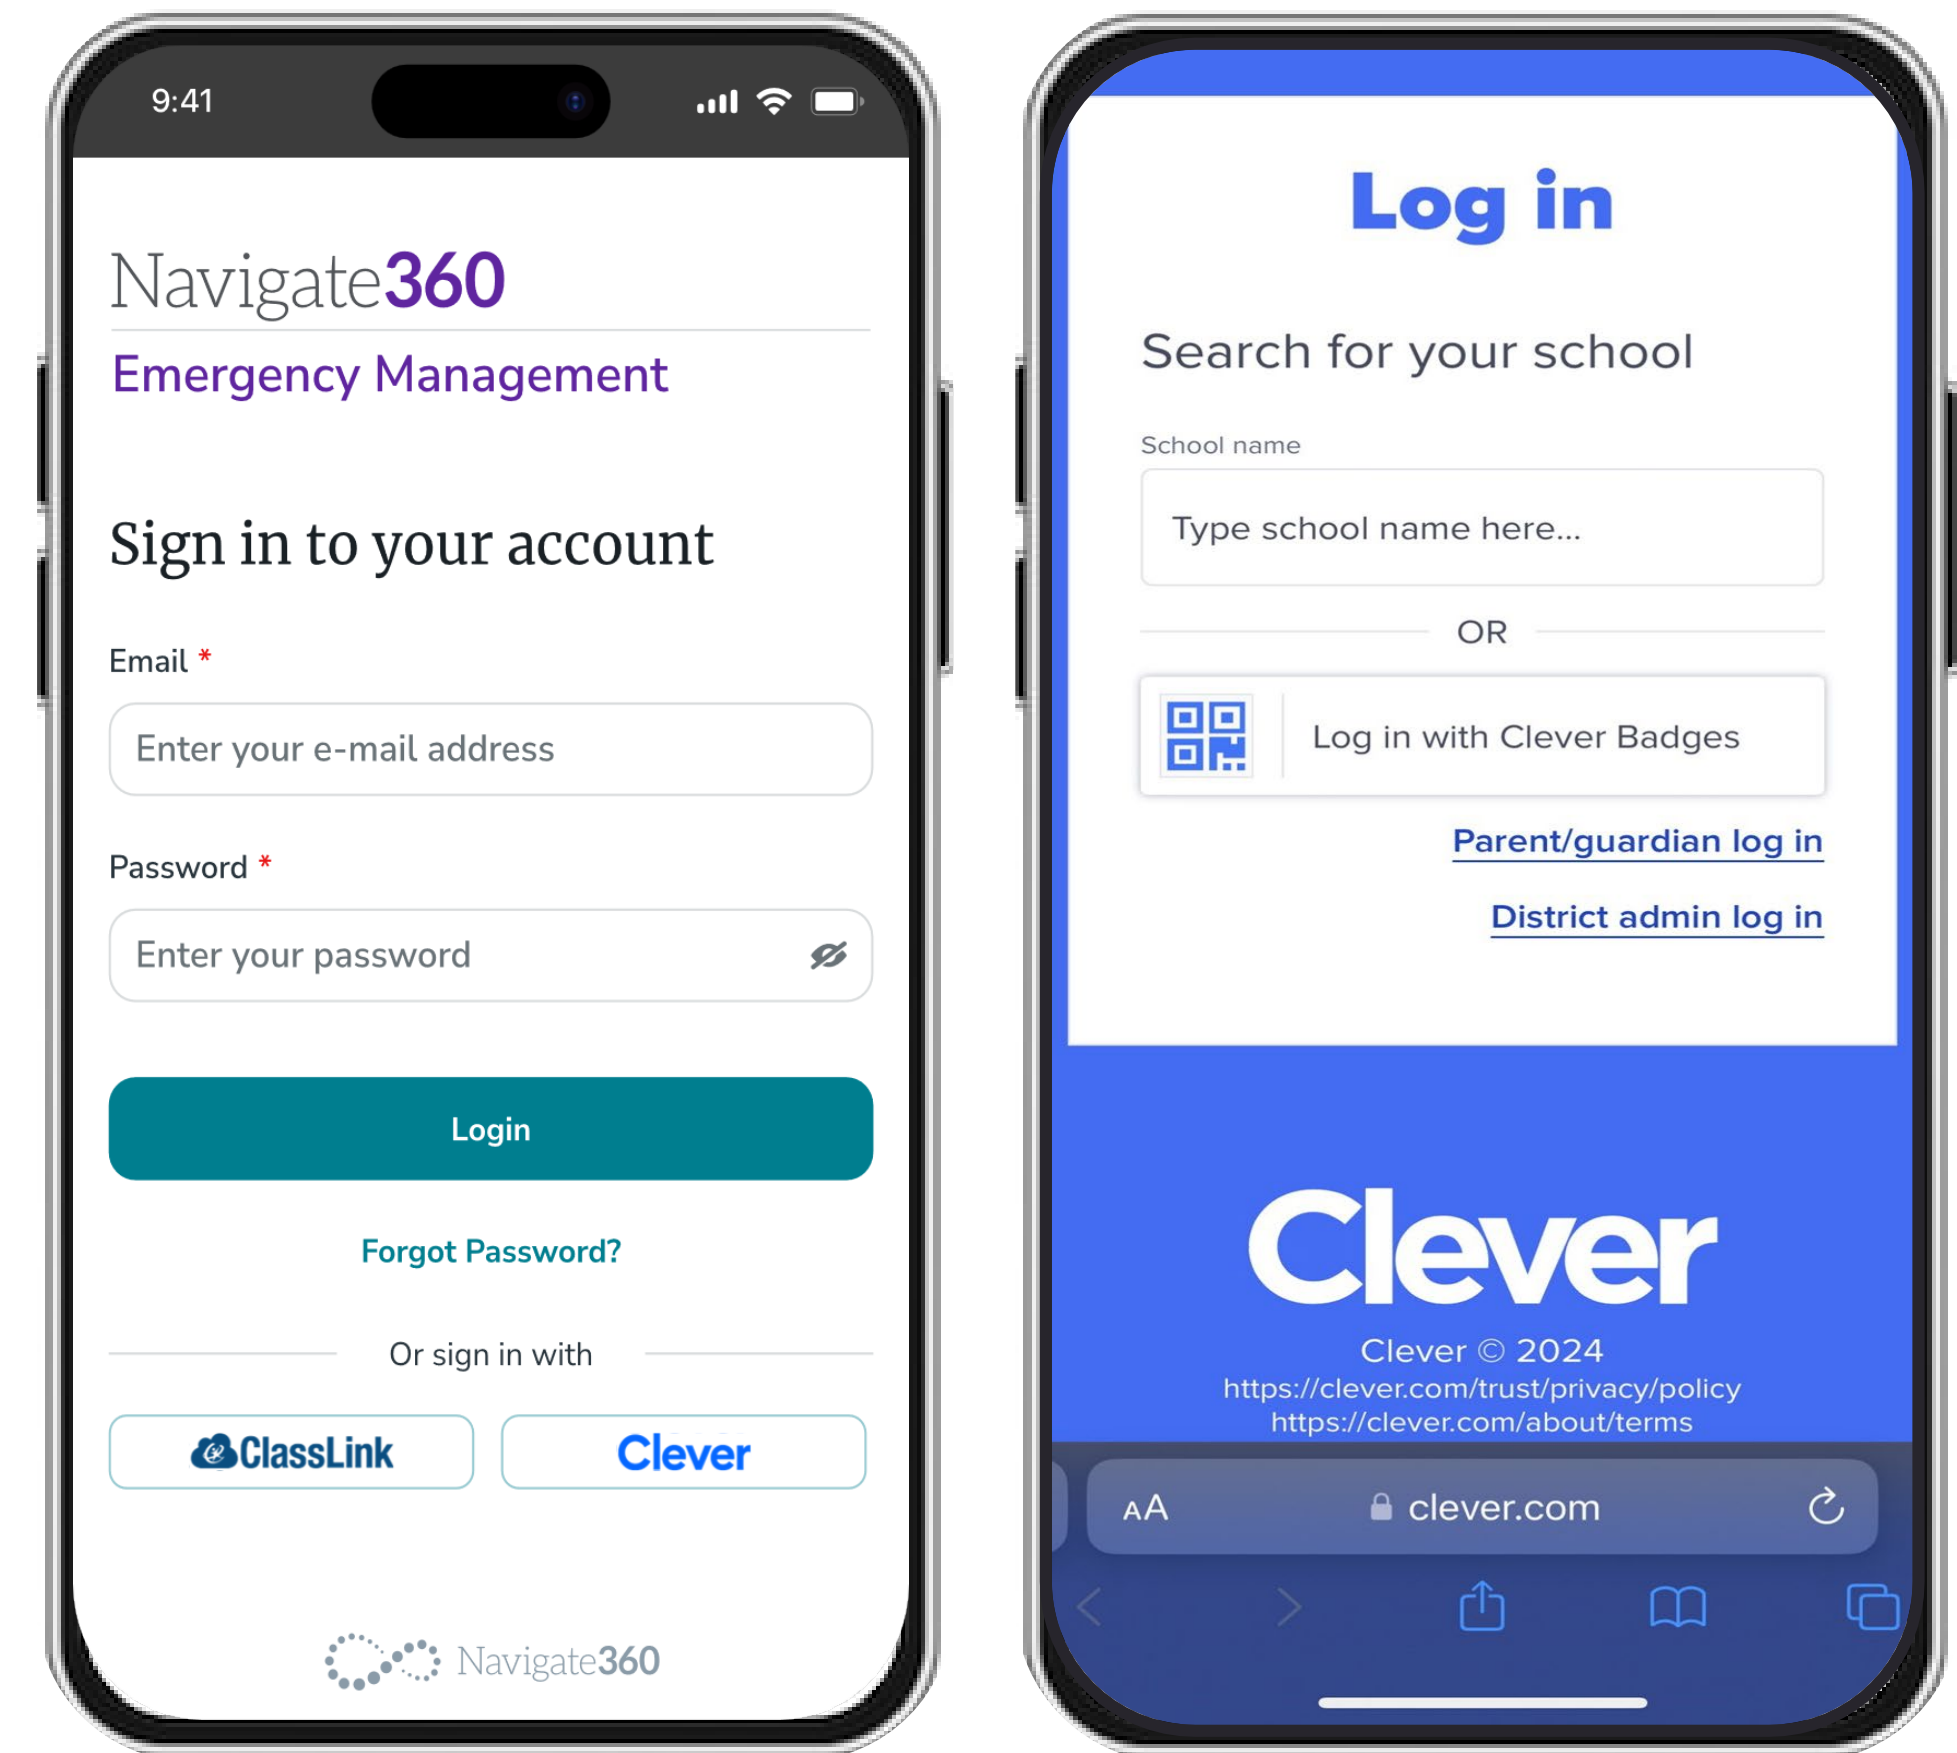 9:41
Navigate360
Emergency Management
Sign in to your account
Email *
Enter your e-mail address
Password *
Enter your password
Login
Forgot Password?
Or sign in with
ClassLink
Clever
Navigate360
Log in
Search for your school
School name
Type school name here...
OR
Log in with Clever Badges
Parent/guardian log in
District admin log in
Clever
Clever © 2024
https://clever.com/trust/privacy/policy
https://clever.com/about/terms
AA clever.com